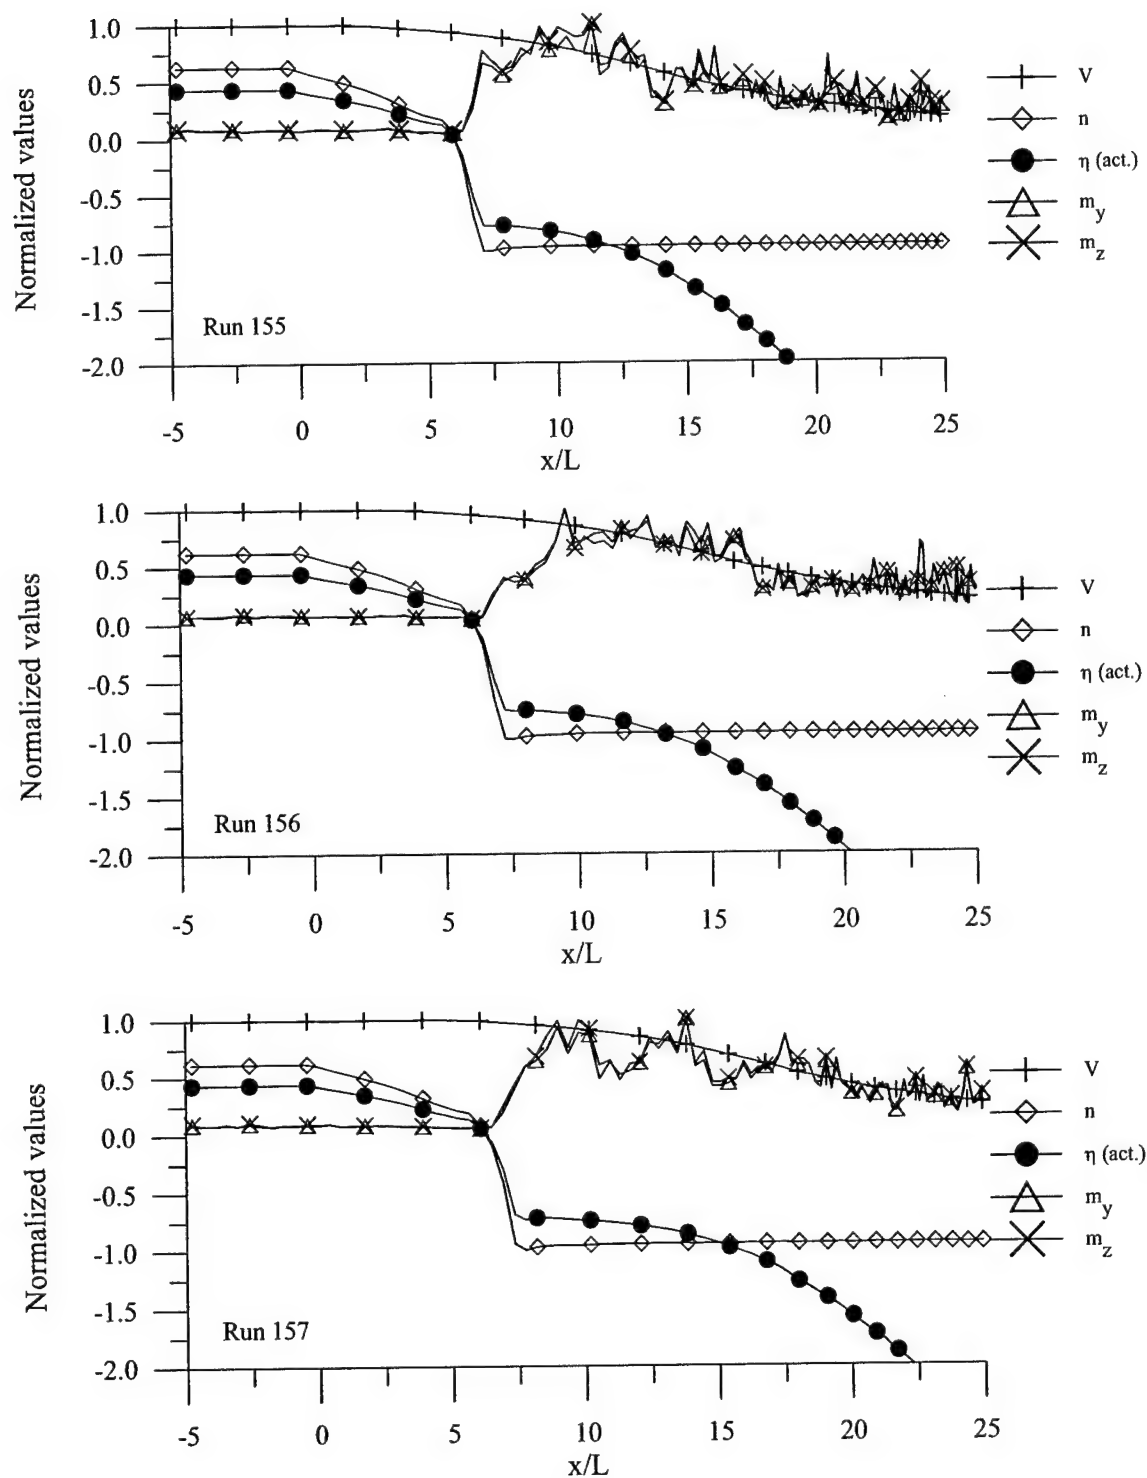 1.0
0.5
0.0
-0.5
-1.0
-1.5
-2.0
Normalized values
Run 155
-5 0 5 10 15 20 25
x/L
V
n
η (act.)
m_y
m_z
1.0
0.5
0.0
-0.5
-1.0
-1.5
-2.0
Normalized values
Run 156
-5 0 5 10 15 20 25
x/L
V
n
η (act.)
m_y
m_z
1.0
0.5
0.0
-0.5
-1.0
-1.5
-2.0
Normalized values
Run 157
-5 0 5 10 15 20 25
x/L
V
n
η (act.)
m_y
m_z